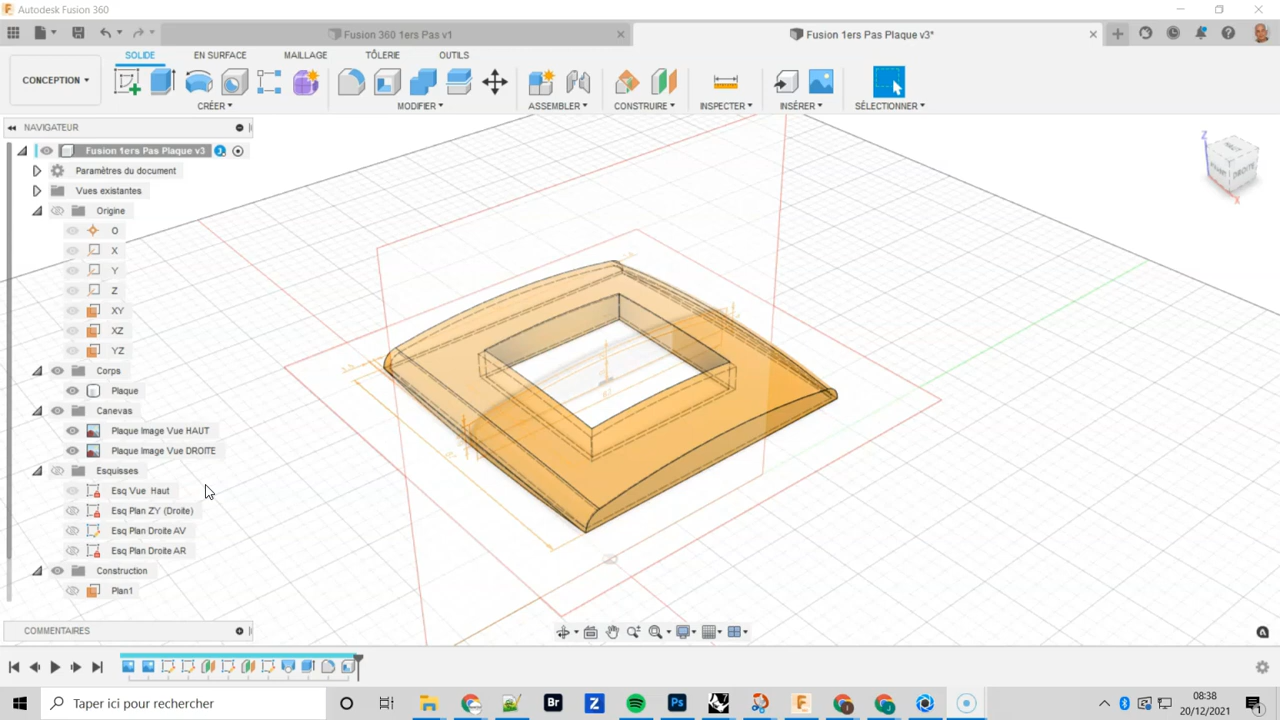 Autodesk Fusion 360
Fusion 360 1ers Pas v1
Fusion 1ers Pas Plaque v3*
SOLIDE
EN SURFACE
MAILLAGE
TÔLERIE
OUTILS
CONCEPTION
CRÉER
MODIFIER
ASSEMBLER
CONSTRUIRE
INSPECTER
INSÉRER
SÉLECTIONNER
NAVIGATEUR
Fusion 1ers Pas Plaque v3
Paramètres du document
Vues existantes
Origine
O
X
Y
Z
XY
XZ
YZ
Corps
Plaque
Canevas
Plaque Image Vue HAUT
Plaque Image Vue DROITE
Esquisses
Esq Vue Haut
Esq Plan ZY (Droite)
Esq Plan Droite AV
Esq Plan Droite AR
Construction
Plan1
Z
DROITE
X
COMMENTAIRES
Taper ici pour rechercher
Br
Z
Ps
08:38
20/12/2021